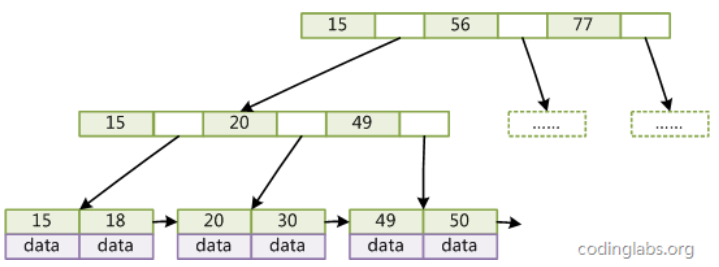 15 56 77
15 20 49
...... ......
15 18 20 30 49 50
data data data data data data
codinglabs.org